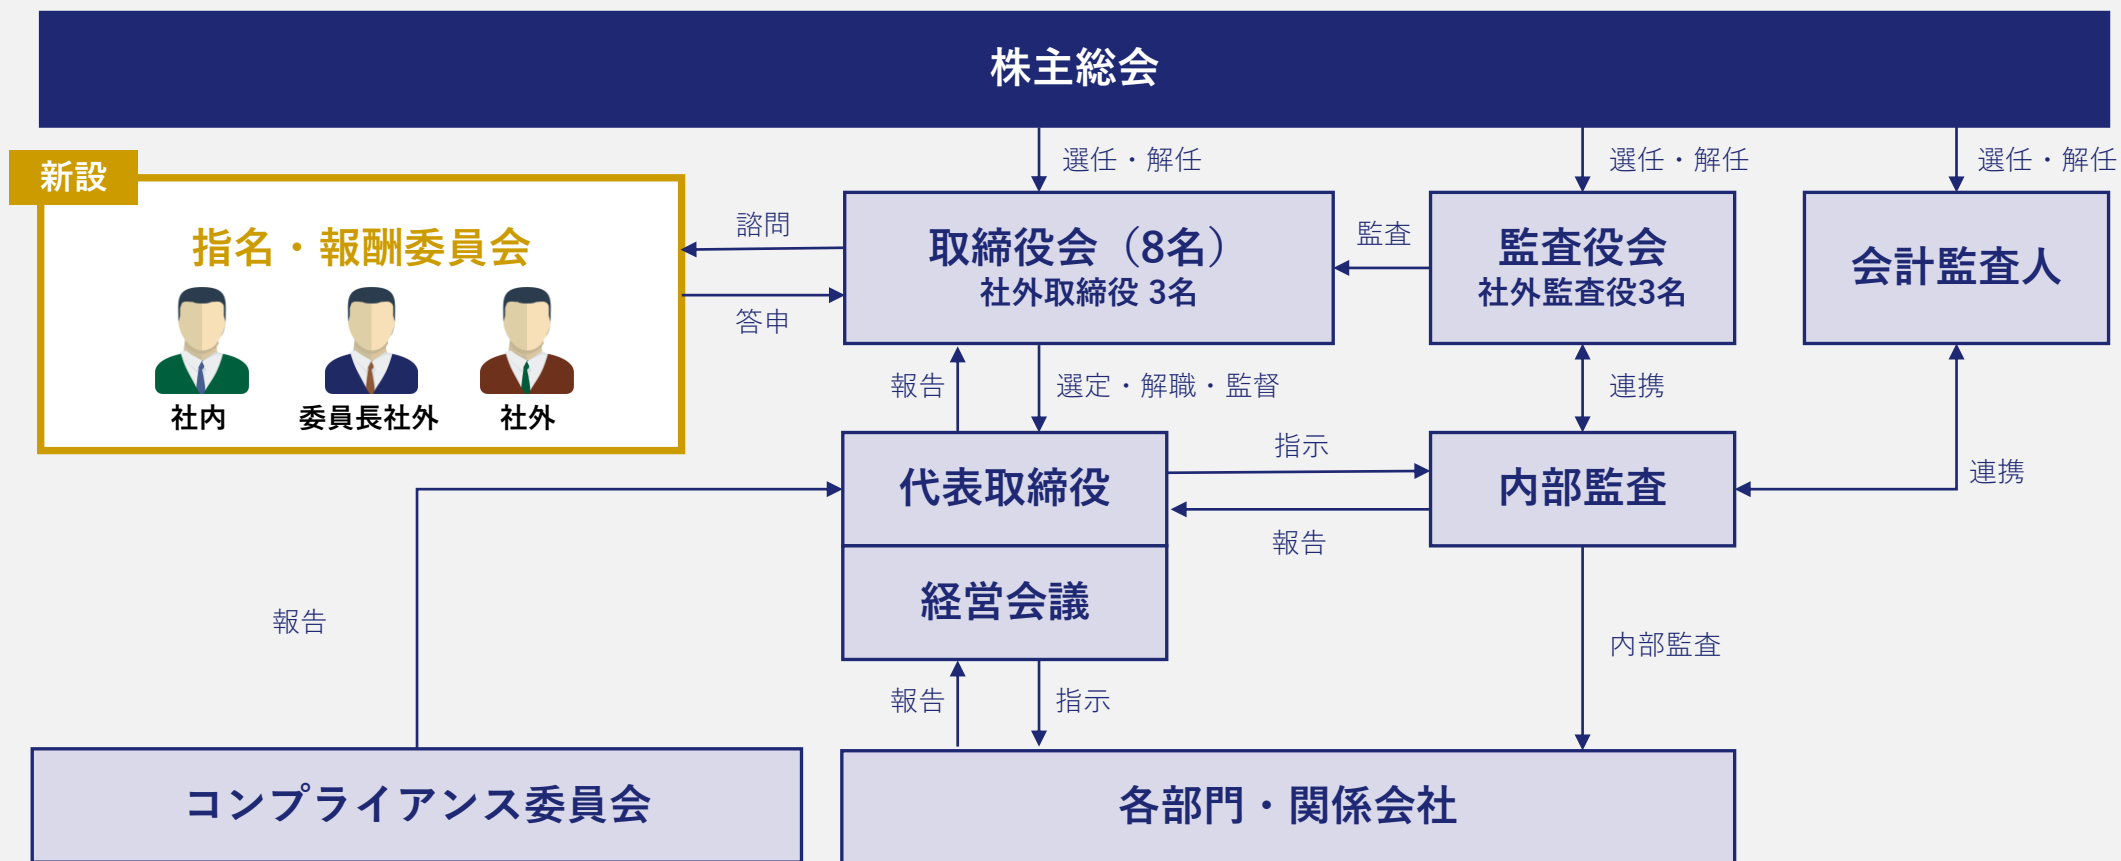 株主総会
選任・解任
選任・解任
選任・解任
新設
指名・報酬委員会
社内
委員長社外
社外
諮問
答申
取締役会（8名）
社外取締役 3名
監査
監査役会
社外監査役3名
会計監査人
報告
選定・解職・監督
連携
代表取締役
指示
報告
内部監査
連携
経営会議
報告
報告
指示
内部監査
コンプライアンス委員会
各部門・関係会社